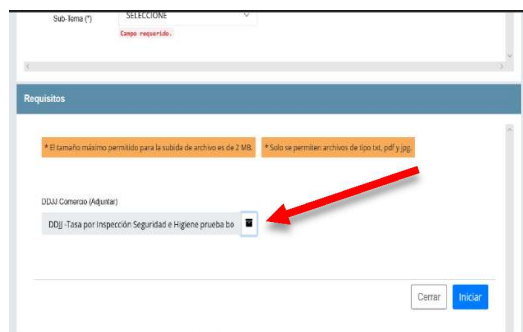 Sub-Tema (*)
SELECCIONE
Campo requerido.
Requisitos
* El tamaño máximo permitido para la subida de archivo es de 2 MB.
* Solo se permiten archivos de tipo txt, pdf y jpg.
DDJJ Comercio (Adjuntar)
DDJJ -Tasa por Inspección Seguridad e Higiene prueba bo
Cerrar
Iniciar